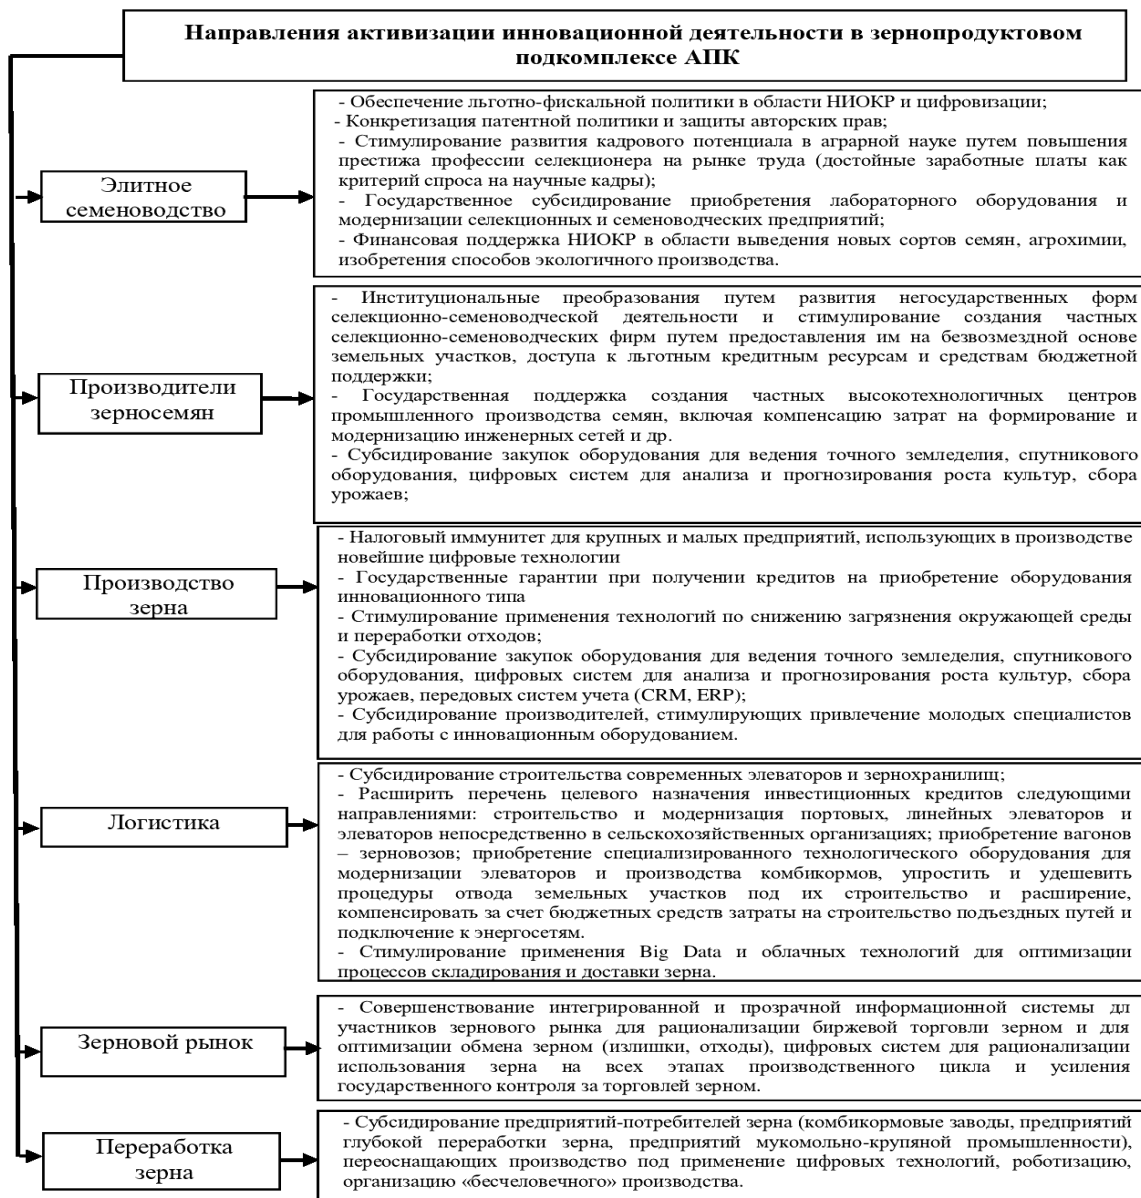 Направления активизации инновационной деятельности в зернопродуктовом
подкомплексе АПК
Элитное
семеноводство
- Обеспечение льготно-фискальной политики в области НИОКР и цифровизации;
- Конкретизация патентной политики и защиты авторских прав;
- Стимулирование развития кадрового потенциала в аграрной науке путем повышения
престижа профессии селекционера на рынке труда (достойные заработные платы как
критерий спроса на научные кадры);
- Государственное субсидирование приобретения лабораторного оборудования и
модернизации селекционных и семеноводческих предприятий;
- Финансовая поддержка НИОКР в области выведения новых сортов семян, агрохимии,
изобретения способов экологичного производства.
Производители
зерносемян
- Институциональные преобразования путем развития негосударственных форм
селекционно-семеноводческой деятельности и стимулирование создания частных
селекционно-семеноводческих фирм путем предоставления им на безвозмездной основе
земельных участков, доступа к льготным кредитным ресурсам и средствам бюджетной
поддержки;
- Государственная поддержка создания частных высокотехнологичных центров
промышленного производства семян, включая компенсацию затрат на формирование и
модернизацию инженерных сетей и др.
- Субсидирование закупок оборудования для ведения точного земледелия, спутникового
оборудования, цифровых систем для анализа и прогнозирования роста культур, сбора
урожаев;
Производство
зерна
- Налоговый иммунитет для крупных и малых предприятий, использующих в производстве
новейшие цифровые технологии
- Государственные гарантии при получении кредитов на приобретение оборудования
инновационного типа
- Стимулирование применения технологий по снижению загрязнения окружающей среды
и переработки отходов;
- Субсидирование закупок оборудования для ведения точного земледелия, спутникового
оборудования, цифровых систем для анализа и прогнозирования роста культур, сбора
урожаев, передовых систем учета (CRM, ERP);
- Субсидирование производителей, стимулирующих привлечение молодых специалистов
для работы с инновационным оборудованием.
Логистика
- Субсидирование строительства современных элеваторов и зернохранилищ;
- Расширить перечень целевого назначения инвестиционных кредитов следующими
направлениями: строительство и модернизация портовых, линейных элеваторов и
элеваторов непосредственно в сельскохозяйственных организациях; приобретение вагонов
– зерновозов; приобретение специализированного технологического оборудования для
модернизации элеваторов и производства комбикормов, упростить и удешевить
процедуры отвода земельных участков под их строительство и расширение,
компенсировать за счет бюджетных средств затраты на строительство подъездных путей и
подключение к энергосетям.
- Стимулирование применения Big Data и облачных технологий для оптимизации
процессов складирования и доставки зерна.
Зерновой рынок
- Совершенствование интегрированной и прозрачной информационной системы дл
участников зернового рынка для рационализации биржевой торговли зерном и для
оптимизации обмена зерном (излишки, отходы), цифровых систем для рационализации
использования зерна на всех этапах производственного цикла и усиления
государственного контроля за торговлей зерном.
Переработка
зерна
- Субсидирование предприятий-потребителей зерна (комбикормовые заводы, предприятий
глубокой переработки зерна, предприятий мукомольно-крупяной промышленности),
переоснащающих производство под применение цифровых технологий, роботизацию,
организацию «бесчеловечного» производства.